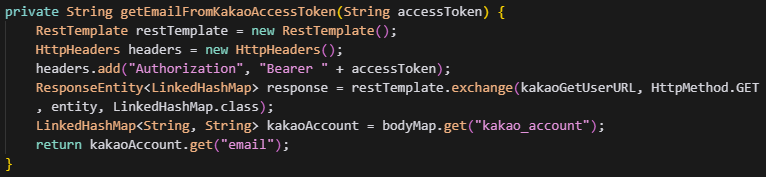 private String getEmailFromKakaoAccessToken(String accessToken) {
RestTemplate restTemplate = new RestTemplate();
HttpHeaders headers = new HttpHeaders();
headers.add("Authorization", "Bearer " + accessToken);
ResponseEntity<LinkedHashMap> response = restTemplate.exchange(kakaoGetUserURL, HttpMethod.GET
, entity, LinkedHashMap.class);
LinkedHashMap<String, String> kakaoAccount = bodyMap.get("kakao_account");
return kakaoAccount.get("email");
}